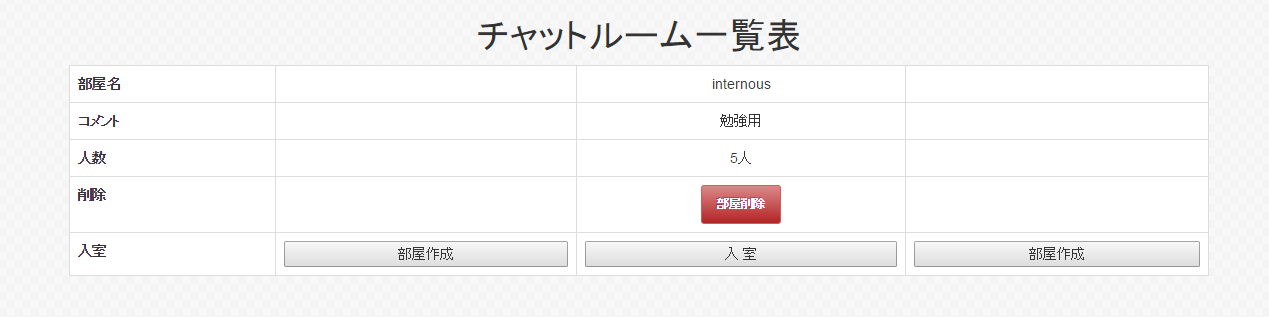 チャットルーム一覧表
部屋名 internous
コメント 勉強用
人数 5人
削除 部屋削除
入室 部屋作成 入 室 部屋作成